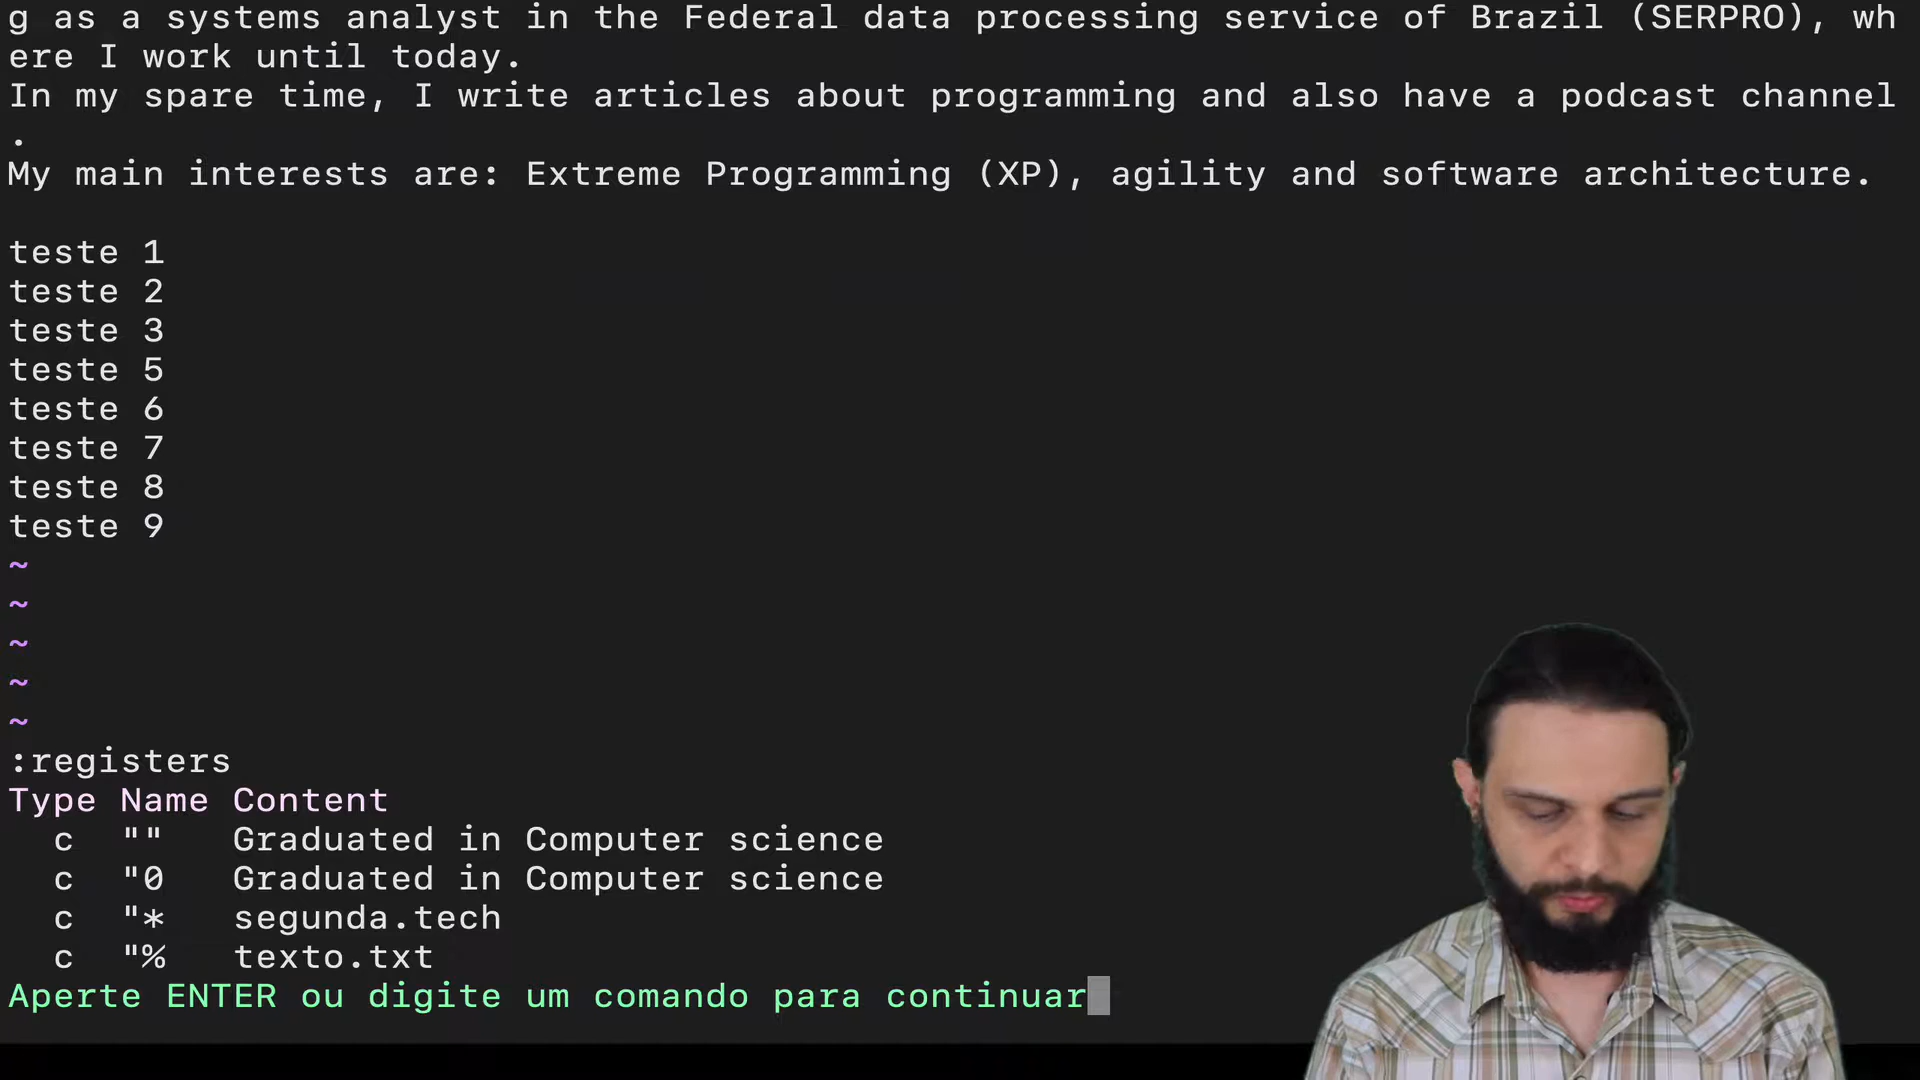 g as a systems analyst in the Federal data processing service of Brazil (SERPRO), wh
ere I work until today.
In my spare time, I write articles about programming and also have a podcast channel
.
My main interests are: Extreme Programming (XP), agility and software architecture.
teste 1
teste 2
teste 3
teste 5
teste 6
teste 7
teste 8
teste 9
~
~
~
~
~
:registers
Type Name Content
  c  ""   Graduated in Computer science
  c  "0   Graduated in Computer science
  c  "*   segunda.tech
  c  "%   texto.txt
Aperte ENTER ou digite um comando para continuar